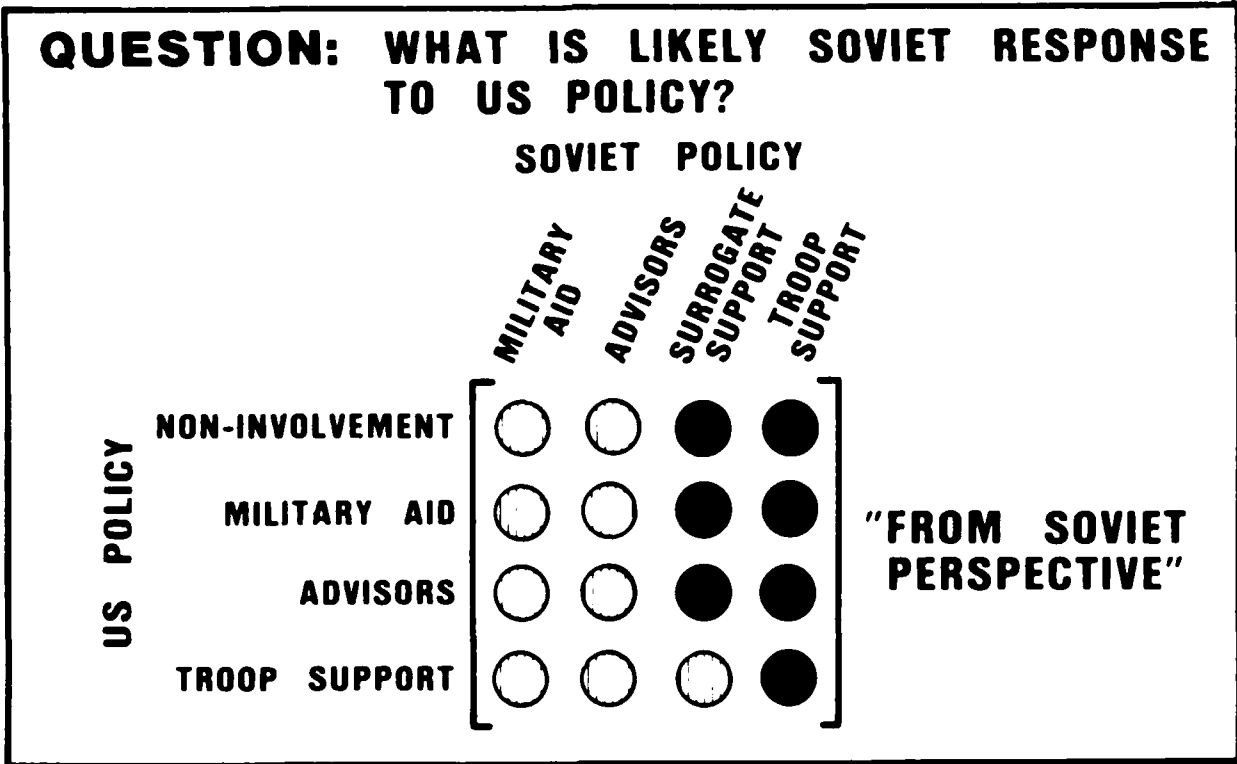 QUESTION: WHAT IS LIKELY SOVIET RESPONSE
TO US POLICY?
SOVIET POLICY
MILITARY
AID
ADVISORS
SURROGATE
SUPPORT
TROOP
SUPPORT
US POLICY
NON-INVOLVEMENT
MILITARY AID
ADVISORS
TROOP SUPPORT
"FROM SOVIET
PERSPECTIVE"